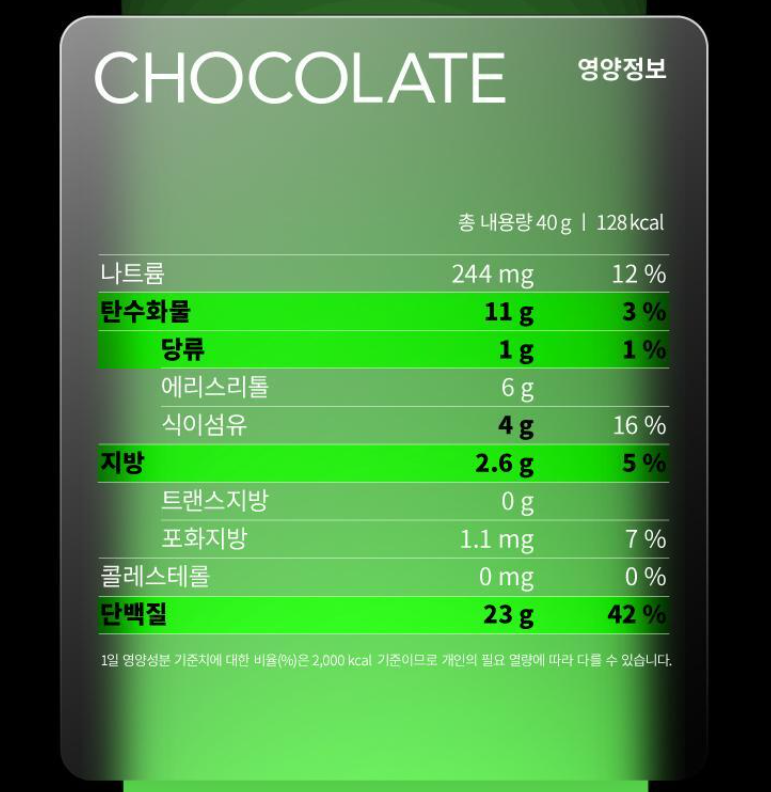 CHOCOLATE 영양정보
총 내용량 40 g | 128 kcal
나트륨 244 mg 12 %
탄수화물 11 g 3 %
당류 1 g 1 %
에리스리톨 6 g
식이섬유 4 g 16 %
지방 2.6 g 5 %
트랜스지방 0 g
포화지방 1.1 mg 7 %
콜레스테롤 0 mg 0 %
단백질 23 g 42 %
1일 영양성분 기준치에 대한 비율(%)은 2,000 kcal 기준이므로 개인의 필요 열량에 따라 다를 수 있습니다.